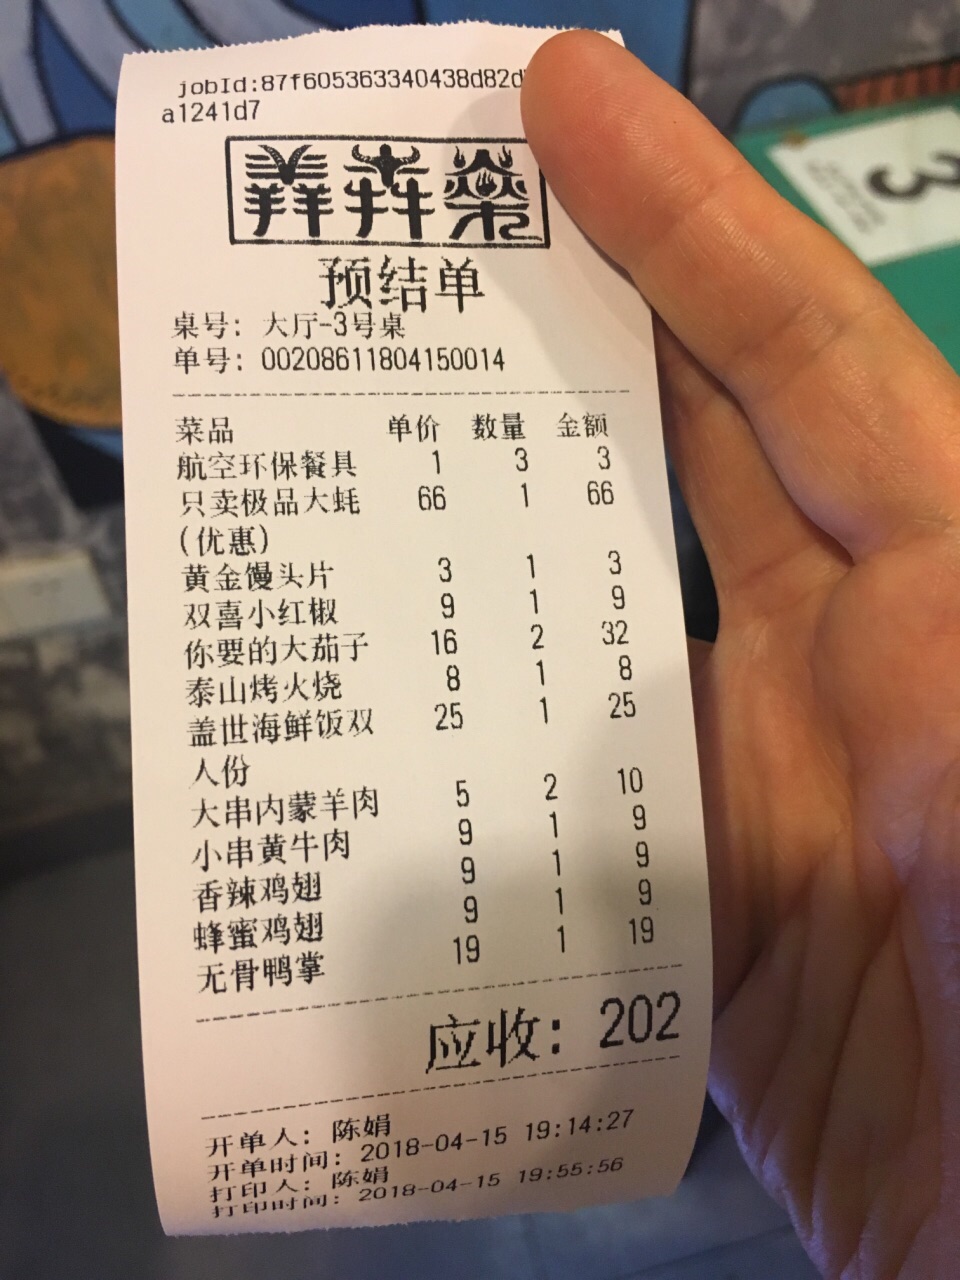 jobId:87f605363340438d82d
a1241d7
羴犇燊
预结单
桌号: 大厅-3号桌
单号: 00208611804150014
菜品 单价 数量 金额
航空环保餐具 1 3 3
只卖极品大蚝 66 1 66
(优惠)
黄金馒头片 3 1 3
双喜小红椒 9 1 9
你要的大茄子 16 2 32
泰山烤火烧 8 1 8
盖世海鲜饭双 25 1 25
人份
大串内蒙羊肉 5 2 10
小串黄牛肉 9 1 9
香辣鸡翅 9 1 9
蜂蜜鸡翅 9 1 9
无骨鸭掌 19 1 19
应收: 202
开单人: 陈娟
开单时间: 2018-04-15 19:14:27
打印人: 陈娟
打印时间: 2018-04-15 19:55:56
3